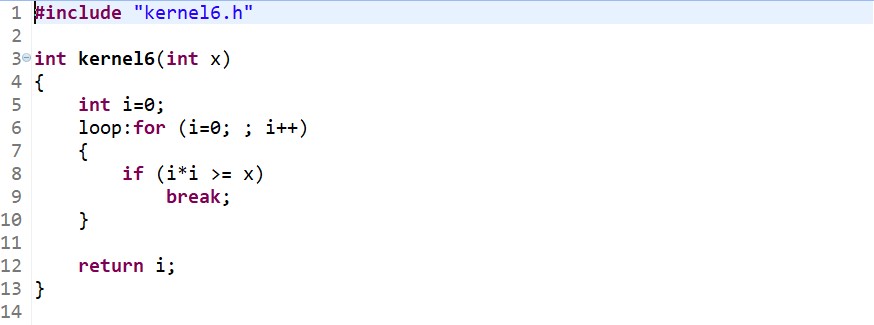 1 #include "kernel6.h"
2
3 int kernel6(int x)
4 {
5     int i=0;
6     loop:for (i=0; ; i++)
7     {
8         if (i*i >= x)
9             break;
10     }
11
12     return i;
13 }
14